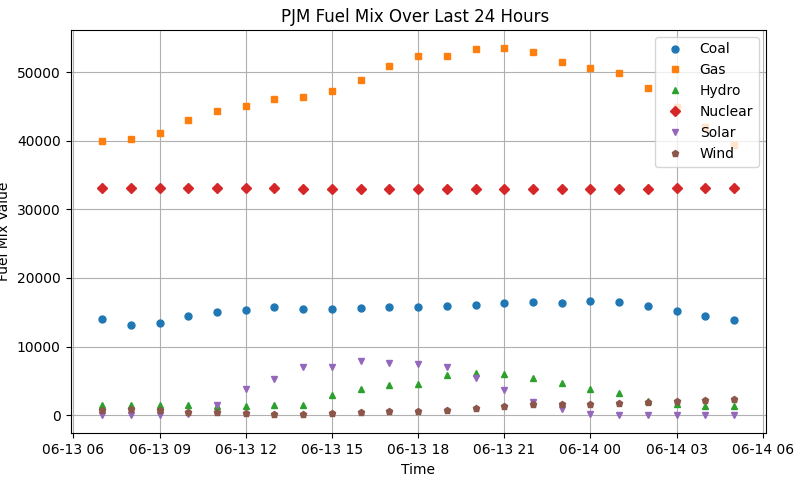 PJM Fuel Mix Over Last 24 Hours
Coal
Gas
Hydro
Nuclear
Solar
Wind
50000
40000
30000
20000
10000
0
Fuel Mix Value
06-13 06
06-13 09
06-13 12
06-13 15
06-13 18
06-13 21
06-14 00
06-14 03
06-14 06
Time